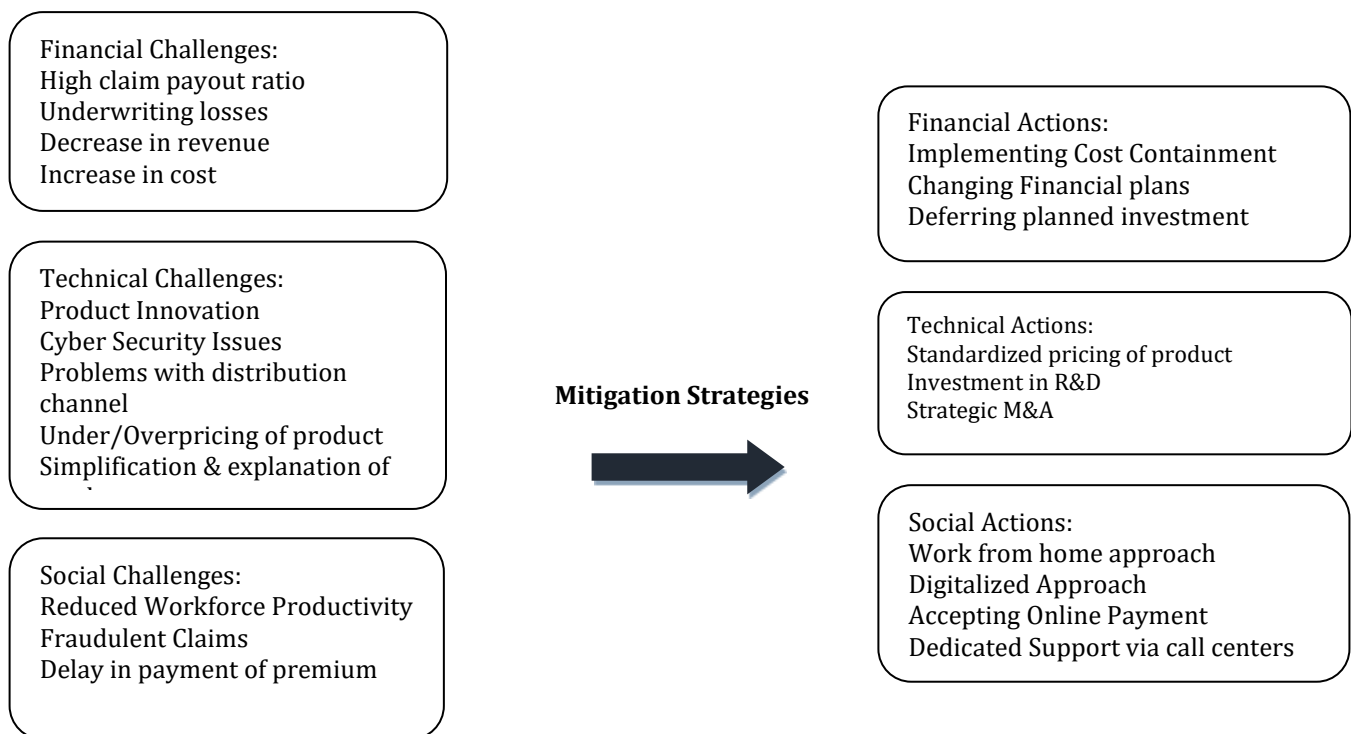 Financial Challenges:
High claim payout ratio
Underwriting losses
Decrease in revenue
Increase in cost
Technical Challenges:
Product Innovation
Cyber Security Issues
Problems with distribution
channel
Under/Overpricing of product
Simplification & explanation of
Social Challenges:
Reduced Workforce Productivity
Fraudulent Claims
Delay in payment of premium
Mitigation Strategies
Financial Actions:
Implementing Cost Containment
Changing Financial plans
Deferring planned investment
Technical Actions:
Standardized pricing of product
Investment in R&D
Strategic M&A
Social Actions:
Work from home approach
Digitalized Approach
Accepting Online Payment
Dedicated Support via call centers